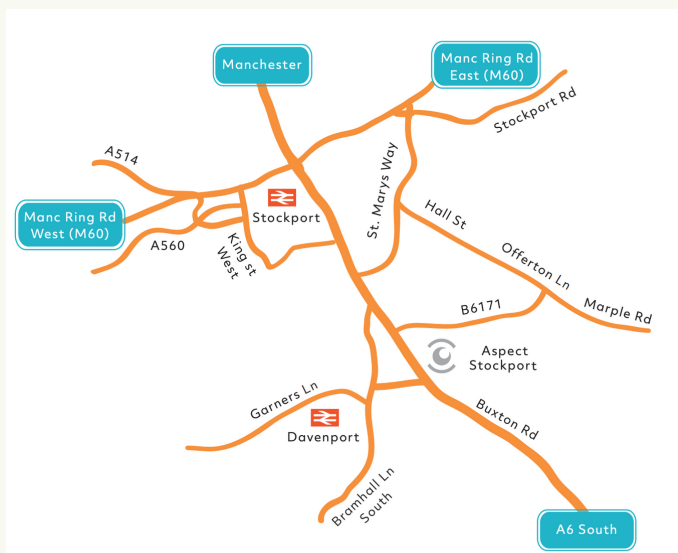 Manchester
Manc Ring Rd
East (M60)
Stockport Rd
A514
St. Marys Way
Stockport
Hall St
Manc Ring Rd
West (M60)
A560
King st
West
Offerton Ln
B6171
Marple Rd
Aspect
Stockport
Garners Ln
Davenport
Buxton Rd
Bramhall Ln
South
A6 South